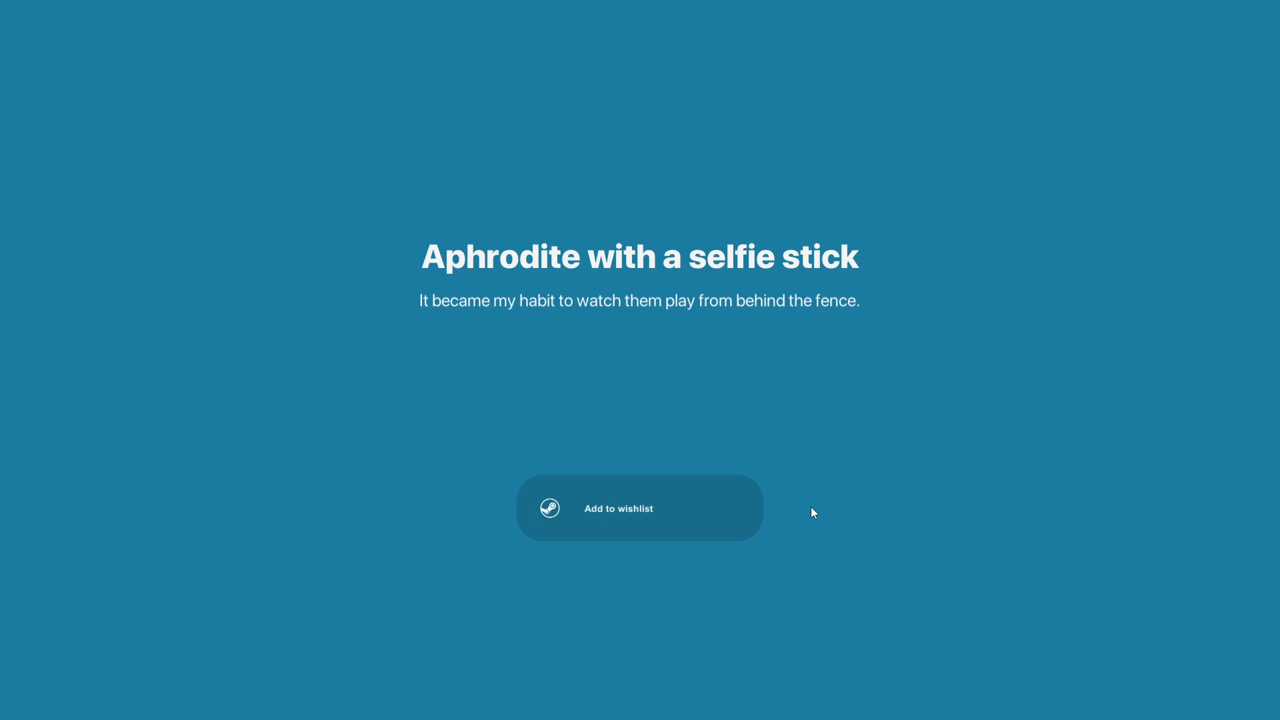 Aphrodite with a selfie stick
It became my habit to watch them play from behind the fence.
Add to wishlist